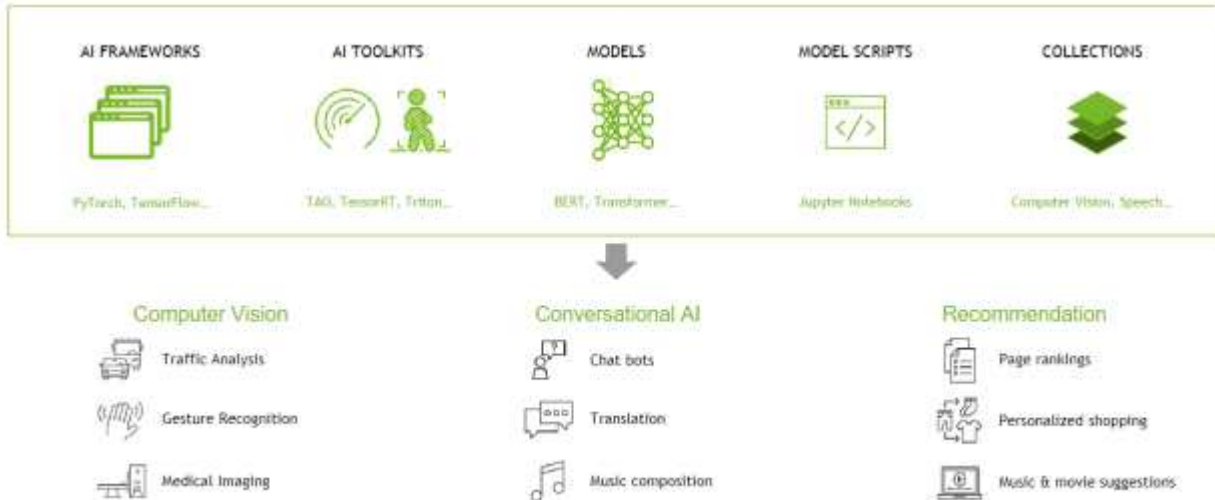 AI FRAMEWORKS
AI TOOLKITS
MODELS
MODEL SCRIPTS
COLLECTIONS
PyTorch, TensorFlow...
TAO, TensorRT, Triton...
BERT, Transformer...
Jupyter Notebooks
Computer Vision, Speech...
Computer Vision
Conversational AI
Recommendation
Traffic Analysis
Chat bots
Page rankings
Gesture Recognition
Translation
Personalized shopping
Medical Imaging
Music composition
Music & movie suggestions